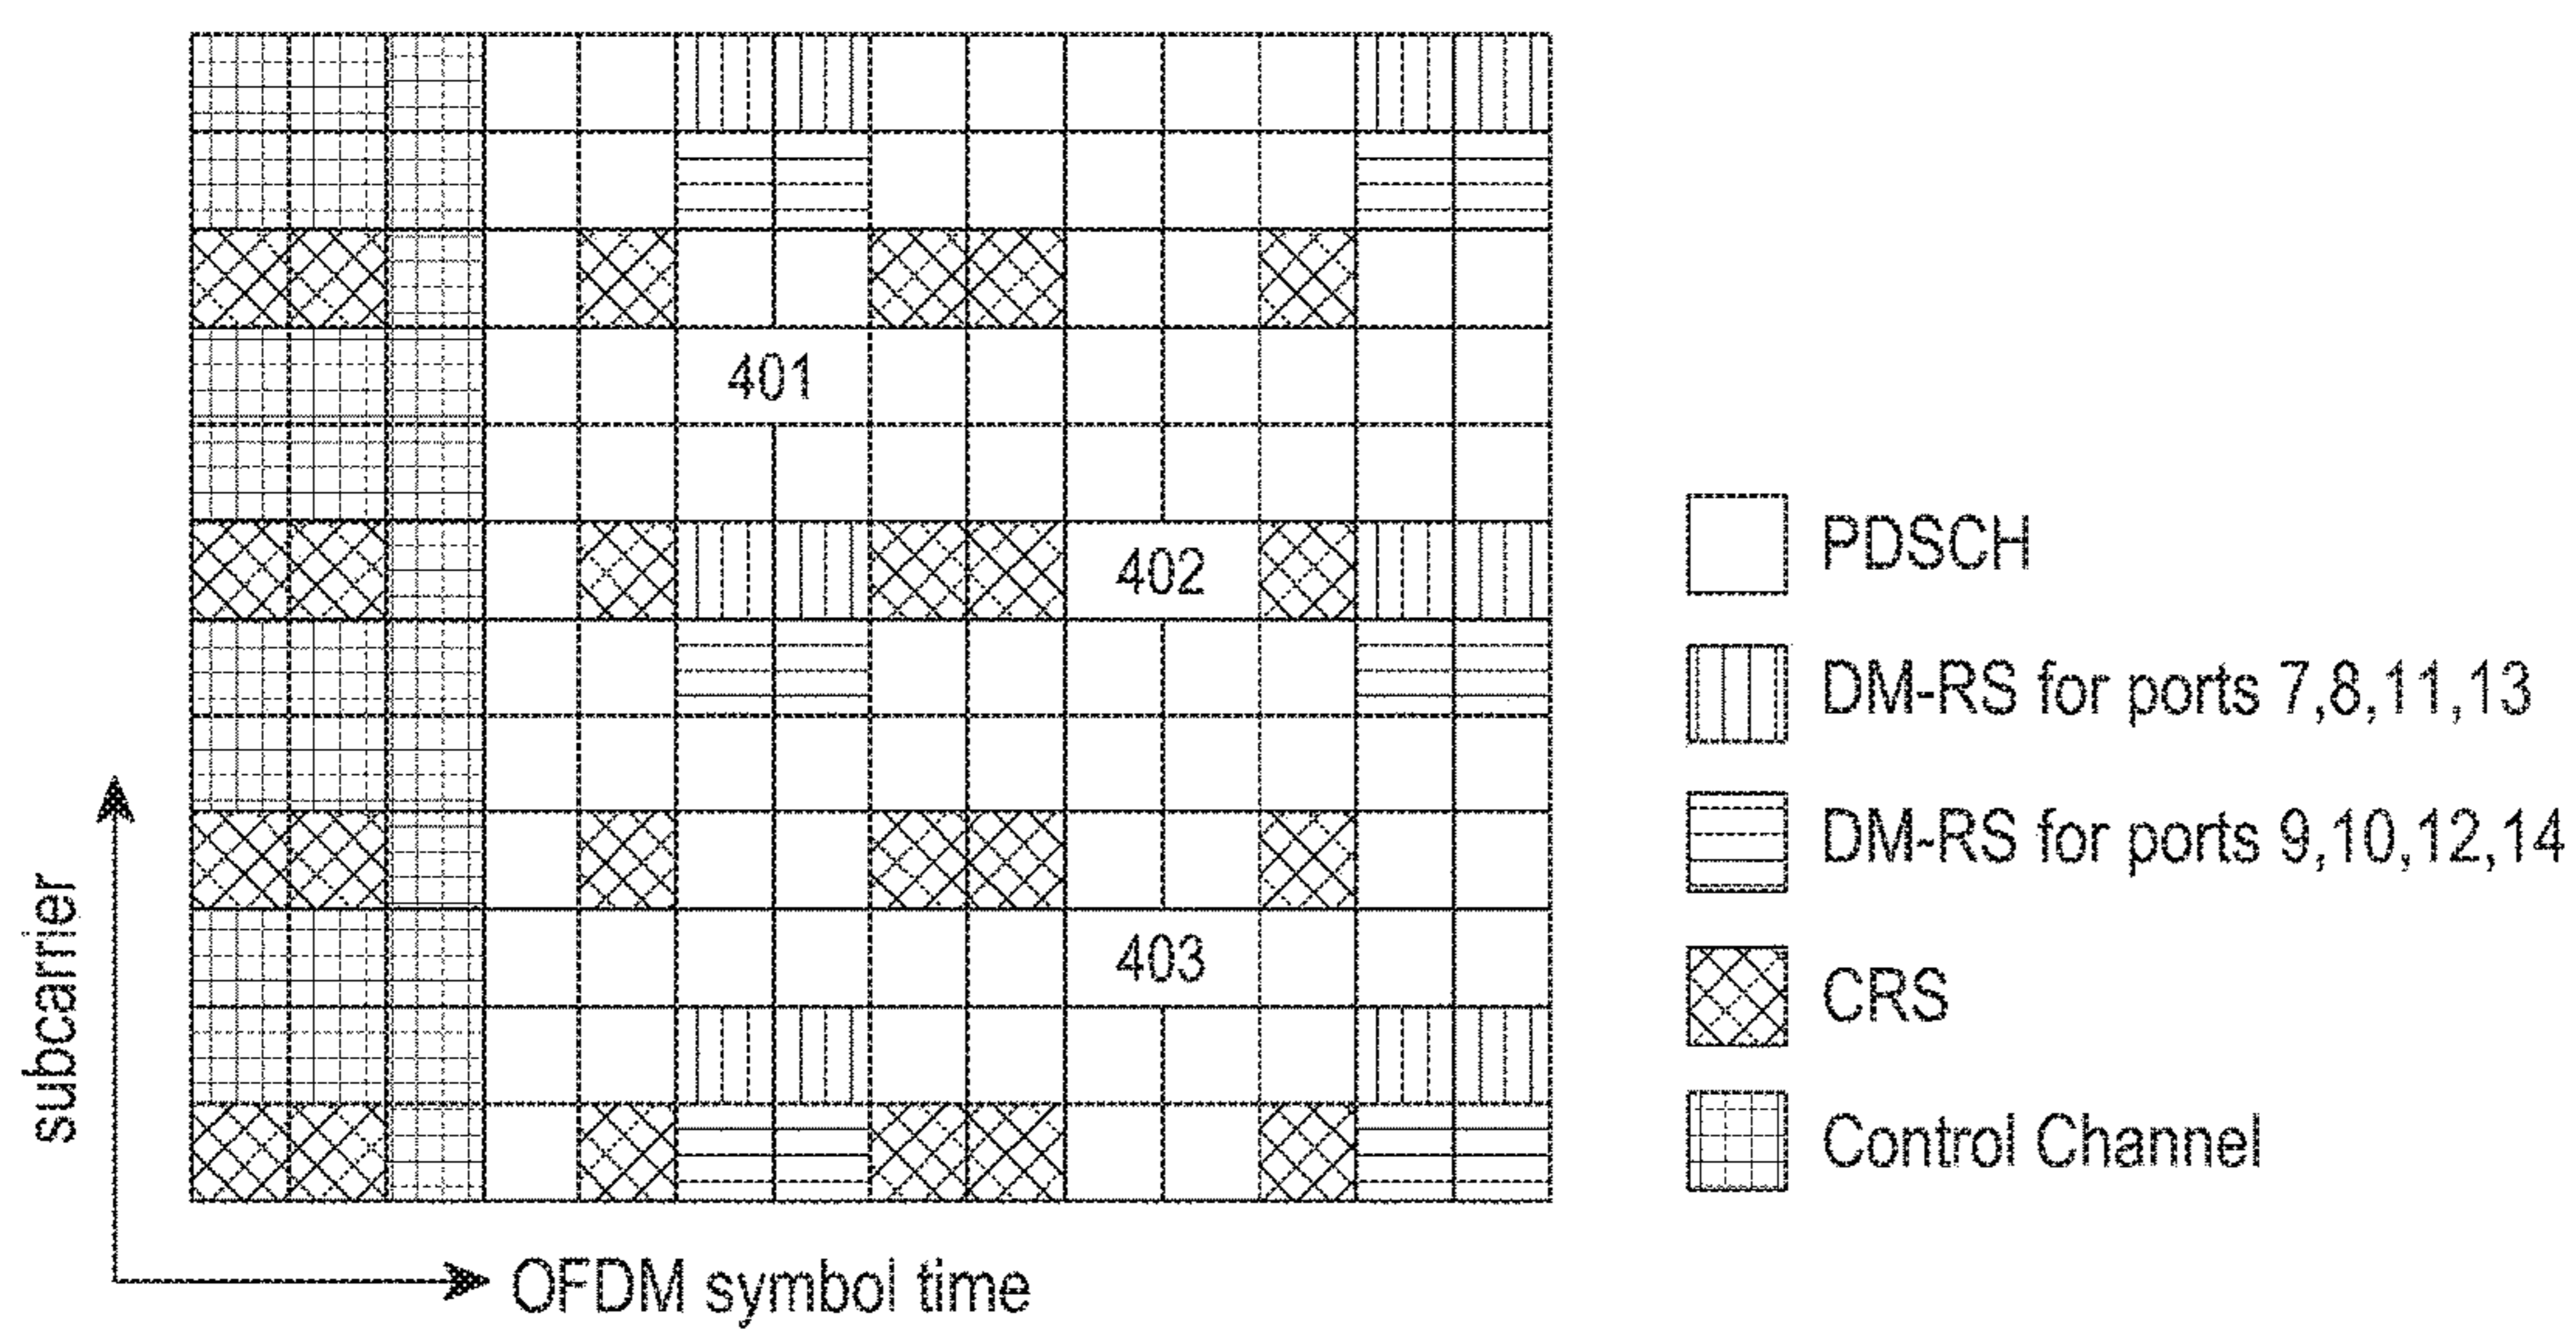 401
402
403
subcarrier
OFDM symbol time
PDSCH
DM-RS for ports 7,8,11,13
DM-RS for ports 9,10,12,14
CRS
Control Channel